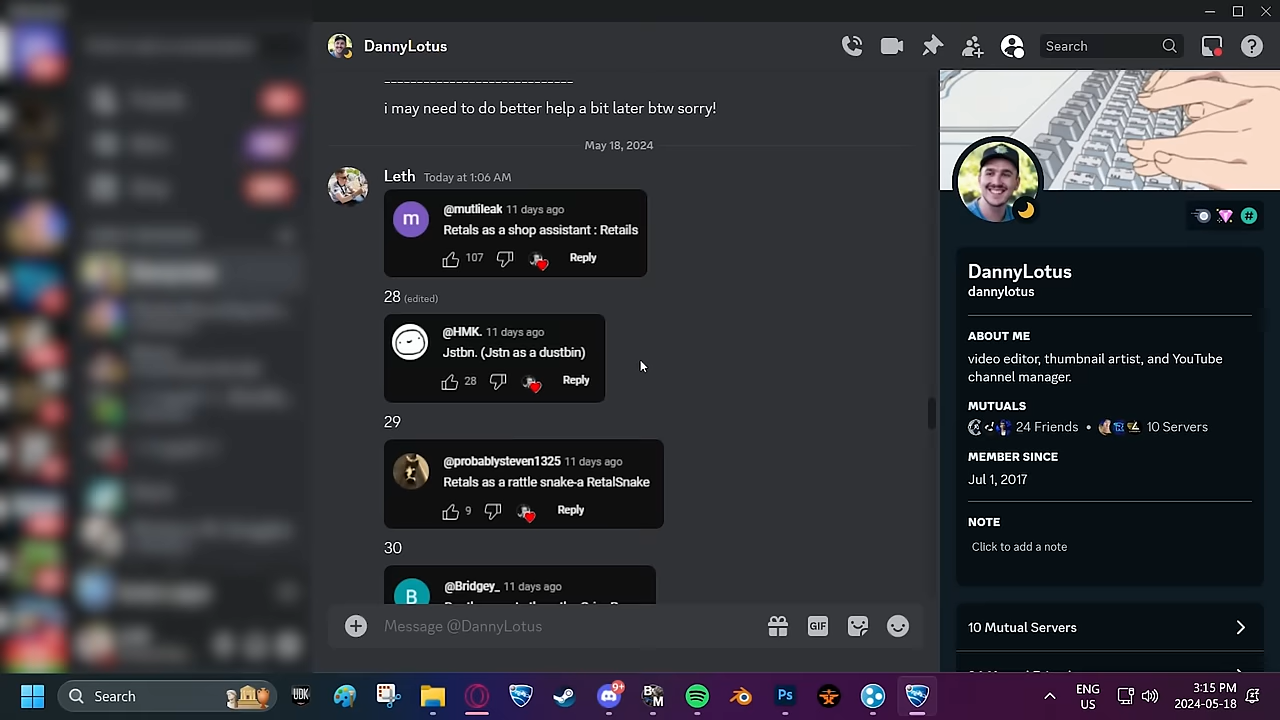 DannyLotus
Search
-----------------------------
i may need to do better help a bit later btw sorry!
May 18, 2024
Leth Today at 1:06 AM
@mutlileak 11 days ago
Retals as a shop assistant : Retails
107 Reply
28 (edited)
@HMK. 11 days ago
Jstbn. (Jstn as a dustbin)
28 Reply
29
@probablysteven1325 11 days ago
Retals as a rattle snake-a RetalSnake
9 Reply
30
@Bridgey_ 11 days ago
Message @DannyLotus
GIF
DannyLotus
dannylotus
ABOUT ME
video editor, thumbnail artist, and YouTube
channel manager.
MUTUALS
24 Friends • 10 Servers
MEMBER SINCE
Jul 1, 2017
NOTE
Click to add a note
10 Mutual Servers
Search
UDK
Ps
ENG
US
3:15 PM
2024-05-18